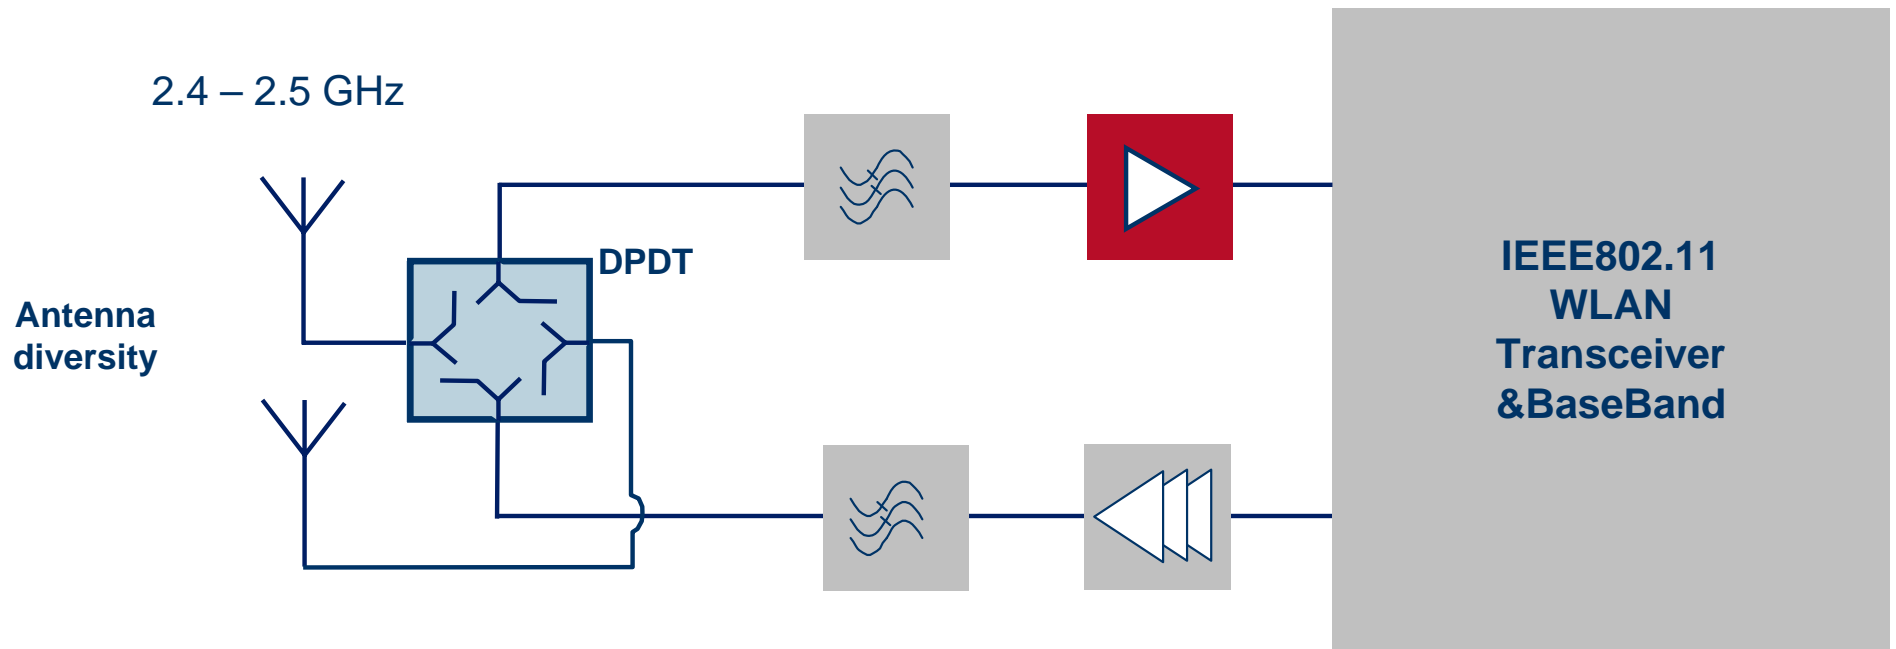 2.4 – 2.5 GHz
DPDT
Antenna
diversity
IEEE802.11
WLAN
Transceiver
&BaseBand